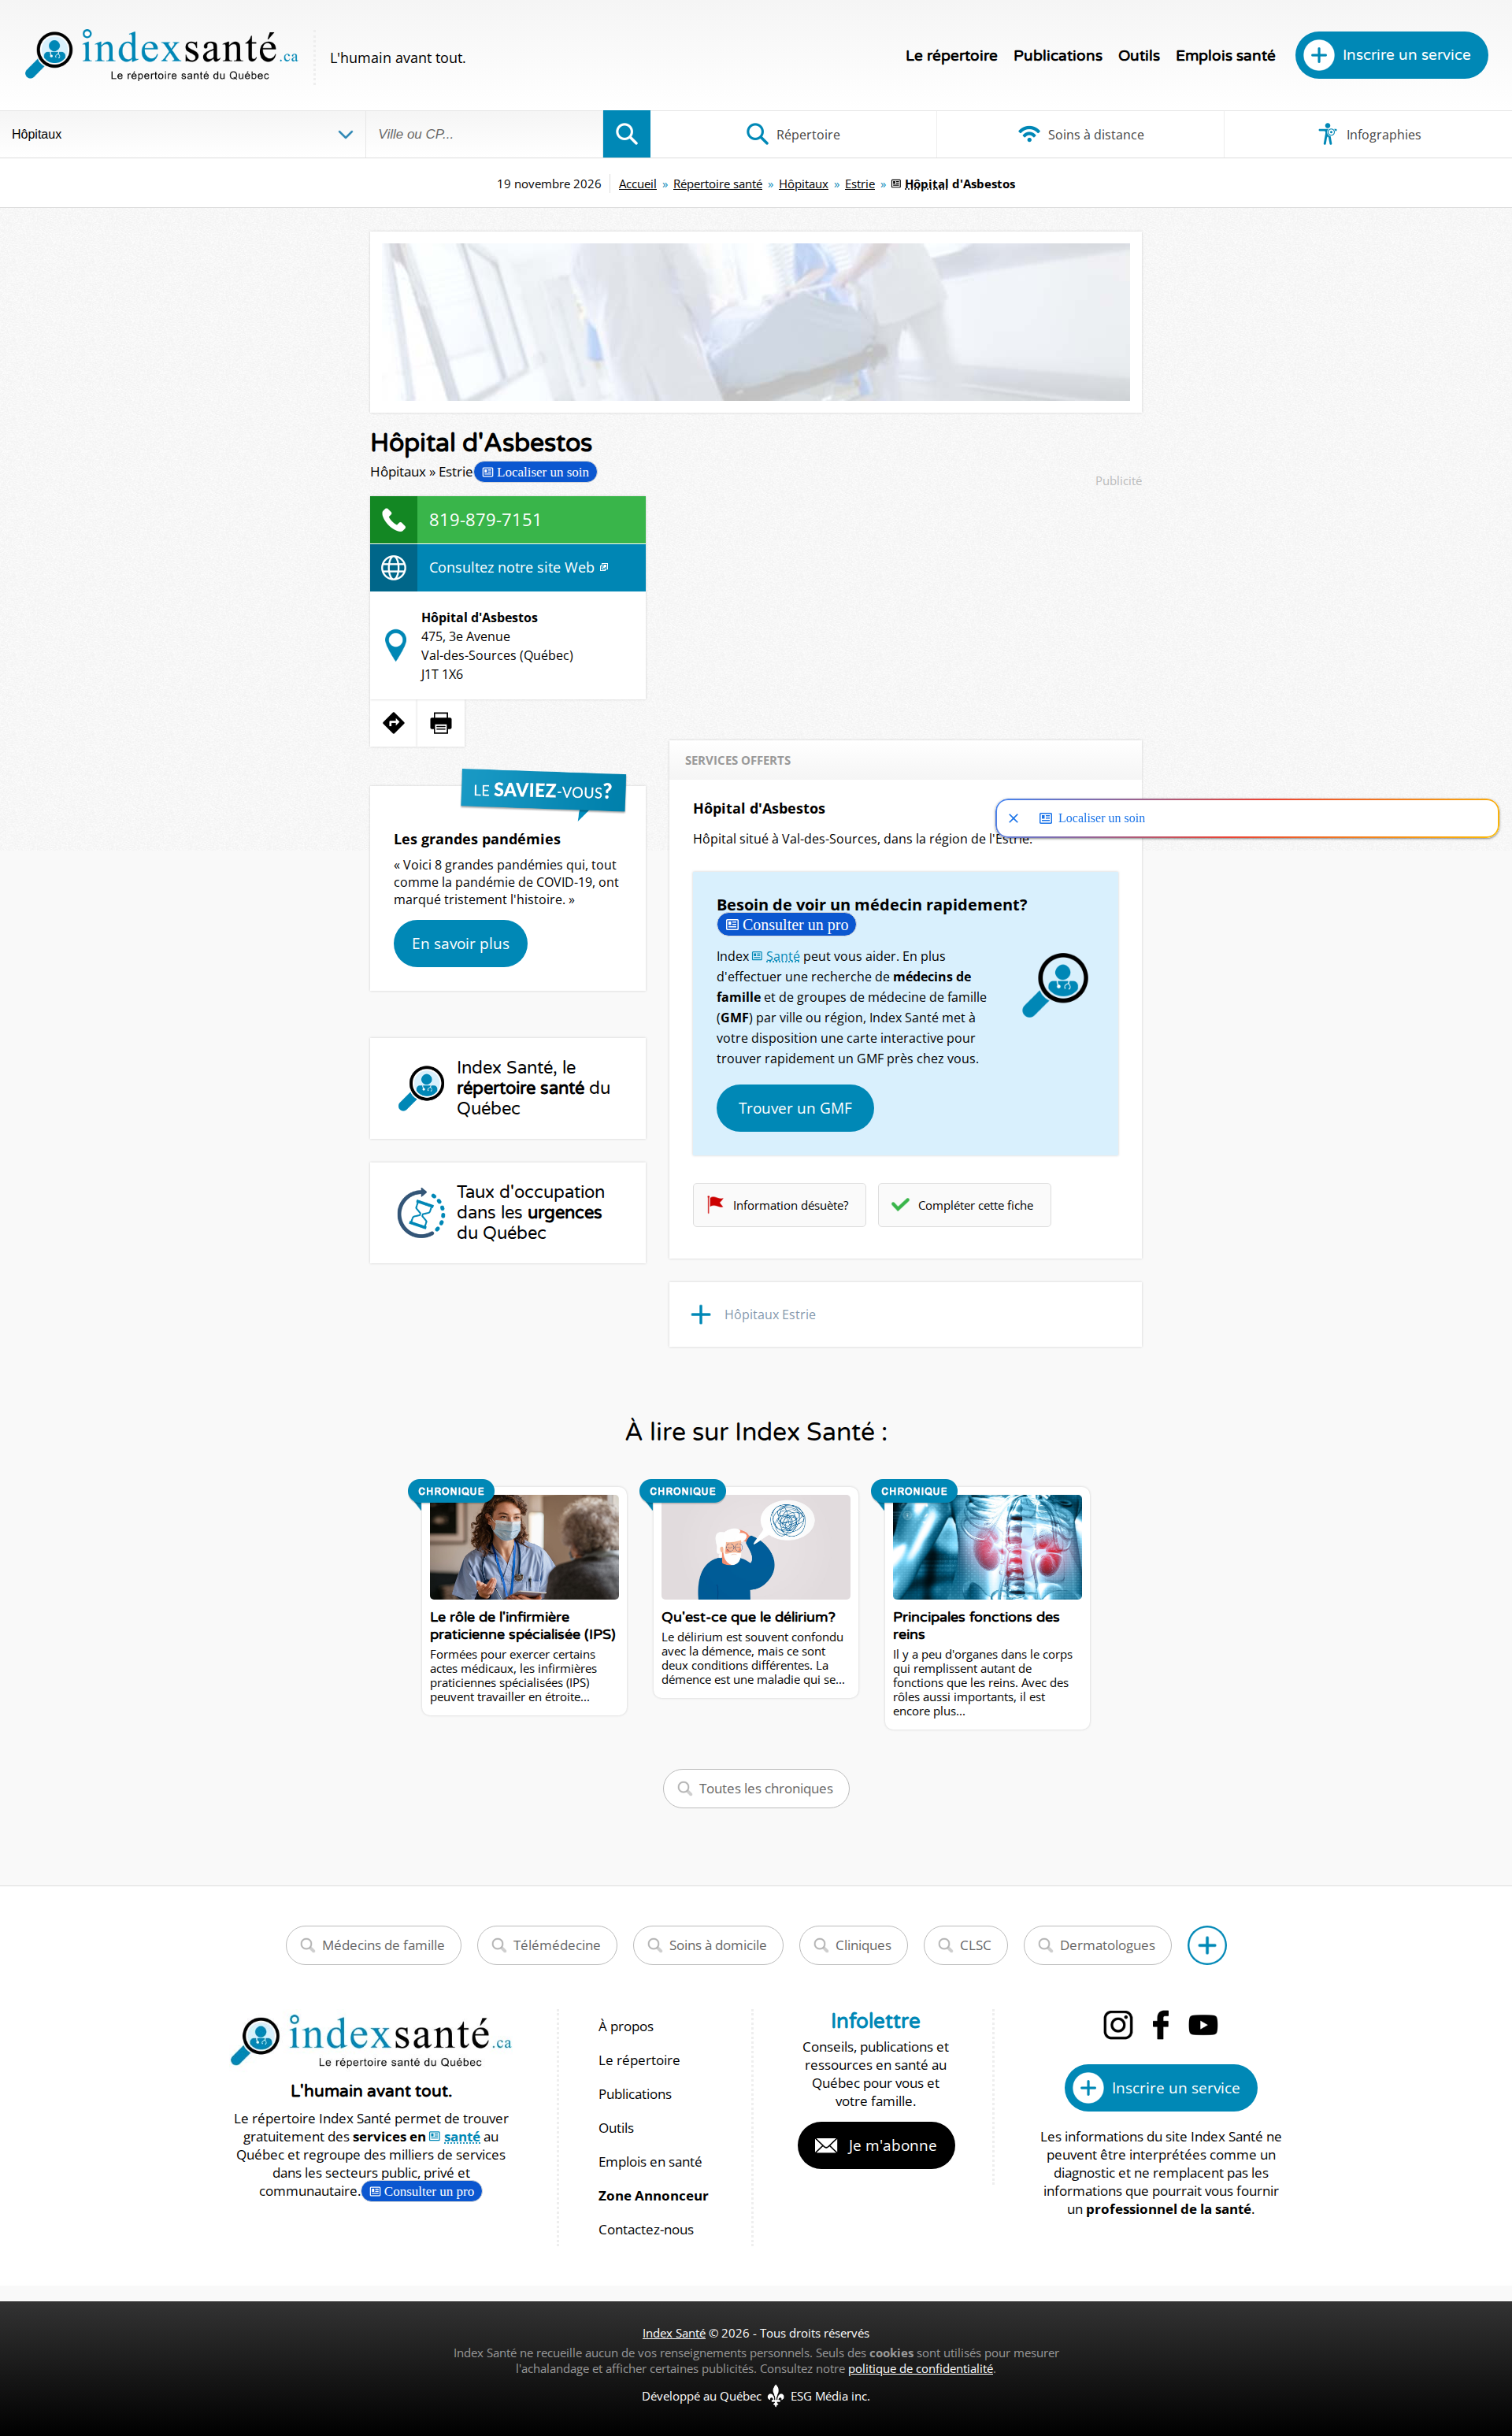 indexsanté.ca
Le répertoire santé du Québec
L'humain avant tout.
Le répertoire
Publications
Outils
Emplois santé
Inscrire un service
Hôpitaux
Ville ou CP...
Répertoire
Soins à distance
Infographies
19 novembre 2026
Accueil » Répertoire santé » Hôpitaux » Estrie » Hôpital d'Asbestos
Hôpital d'Asbestos
Hôpitaux » Estrie Localiser un soin
Publicité
819-879-7151
Consultez notre site Web
Hôpital d'Asbestos
475, 3e Avenue
Val-des-Sources (Québec)
J1T 1X6
LE SAVIEZ-VOUS?
Les grandes pandémies
« Voici 8 grandes pandémies qui, tout
comme la pandémie de COVID-19, ont
marqué tristement l'histoire. »
En savoir plus
Index Santé, le
répertoire santé du
Québec
Taux d'occupation
dans les urgences
du Québec
SERVICES OFFERTS
Hôpital d'Asbestos
Localiser un soin
Hôpital situé à Val-des-Sources, dans la région de l'Estrie.
Besoin de voir un médecin rapidement?
Consulter un pro
Index Santé peut vous aider. En plus
d'effectuer une recherche de médecins de
famille et de groupes de médecine de famille
(GMF) par ville ou région, Index Santé met à
votre disposition une carte interactive pour
trouver rapidement un GMF près chez vous.
Trouver un GMF
Information désuète?
Compléter cette fiche
Hôpitaux Estrie
À lire sur Index Santé :
CHRONIQUE
Le rôle de l'infirmière
praticienne spécialisée (IPS)
Formées pour exercer certains
actes médicaux, les infirmières
praticiennes spécialisées (IPS)
peuvent travailler en étroite...
CHRONIQUE
Qu'est-ce que le délirium?
Le délirium est souvent confondu
avec la démence, mais ce sont
deux conditions différentes. La
démence est une maladie qui se...
CHRONIQUE
Principales fonctions des
reins
Il y a peu d'organes dans le corps
qui remplissent autant de
fonctions que les reins. Avec des
rôles aussi importants, il est
encore plus...
Toutes les chroniques
Médecins de famille
Télémédecine
Soins à domicile
Cliniques
CLSC
Dermatologues
indexsanté.ca
Le répertoire santé du Québec
L'humain avant tout.
Le répertoire Index Santé permet de trouver
gratuitement des services en santé au
Québec et regroupe des milliers de services
dans les secteurs public, privé et
communautaire. Consulter un pro
À propos
Le répertoire
Publications
Outils
Emplois en santé
Zone Annonceur
Contactez-nous
Infolettre
Conseils, publications et
ressources en santé au
Québec pour vous et
votre famille.
Je m'abonne
Inscrire un service
Les informations du site Index Santé ne
peuvent être interprétées comme un
diagnostic et ne remplacent pas les
informations que pourrait vous fournir
un professionnel de la santé.
Index Santé © 2026 - Tous droits réservés
Index Santé ne recueille aucun de vos renseignements personnels. Seuls des cookies sont utilisés pour mesurer
l'achalandage et afficher certaines publicités. Consultez notre politique de confidentialité.
Développé au Québec ESG Média inc.